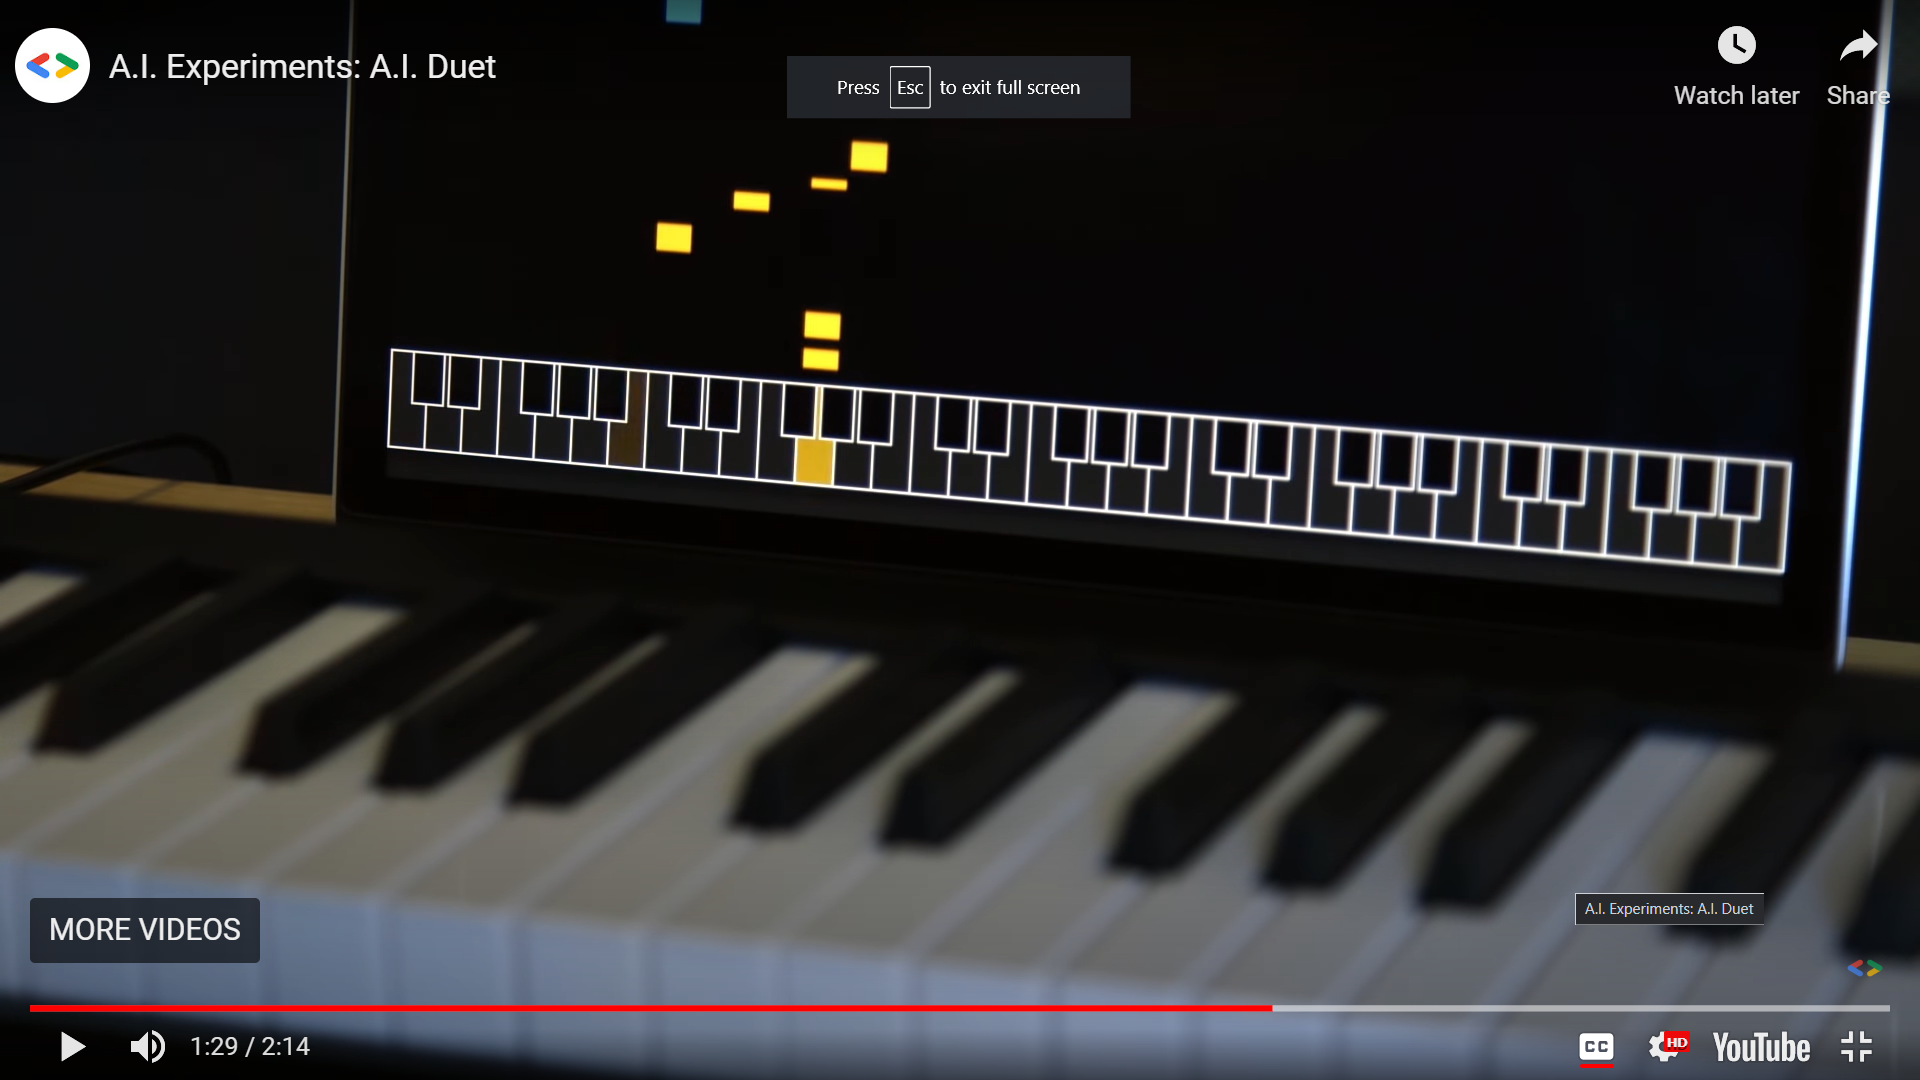 A.I. Experiments: A.I. Duet
Press Esc to exit full screen
Watch later
Share
MORE VIDEOS
A.I. Experiments: A.I. Duet
1:29 / 2:14
CC
HD
YouTube